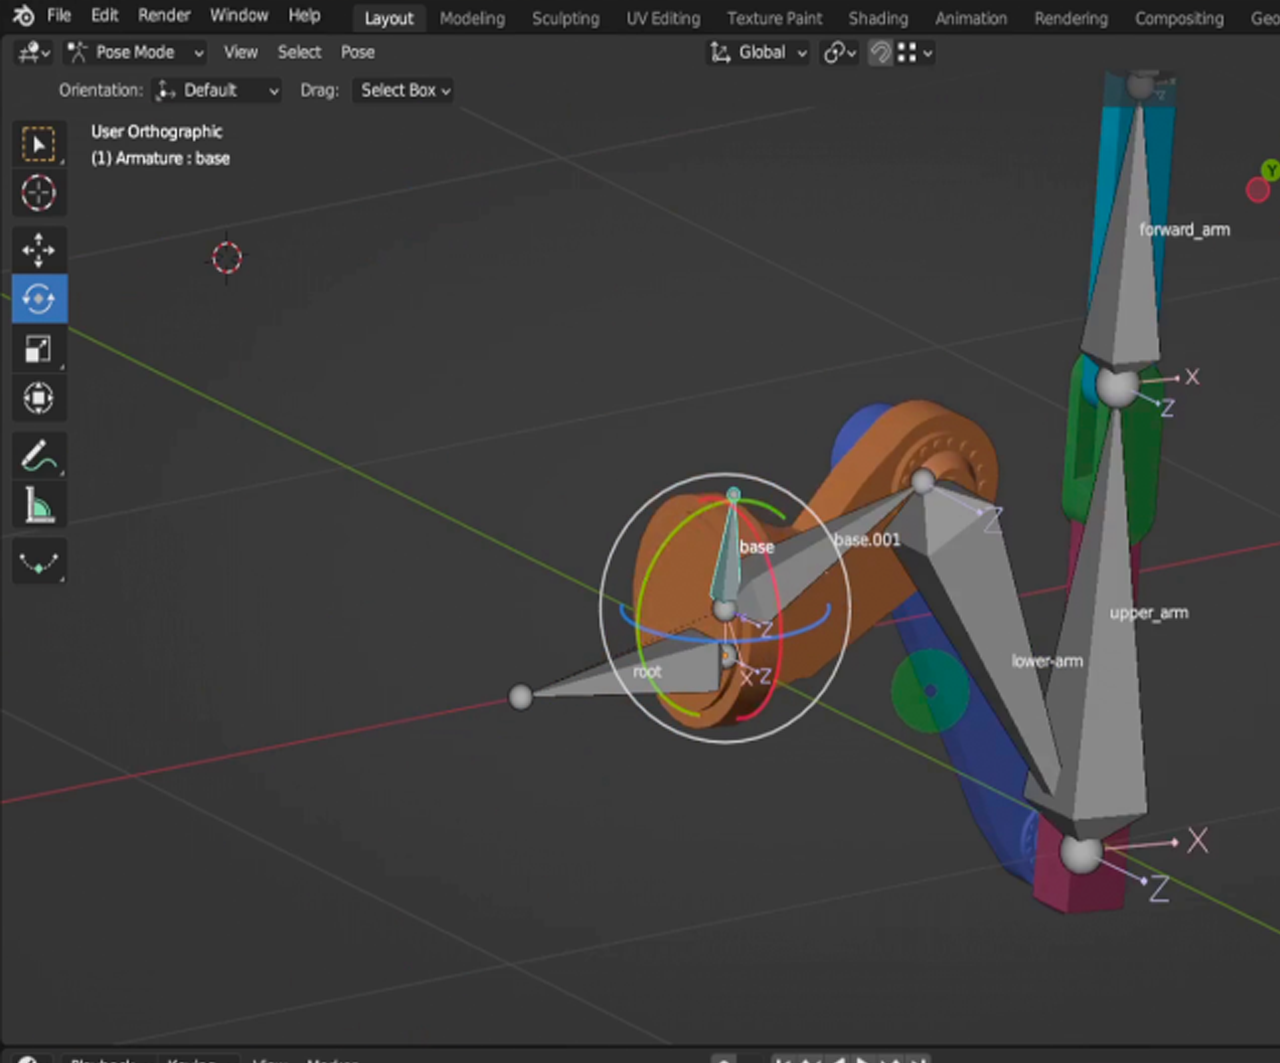 File Edit Render Window Help Layout Modeling Sculpting UV Editing Texture Paint Shading Animation Rendering Compositing Geo
Pose Mode View Select Pose Global
Orientation: Default Drag: Select Box
User Orthographic
(1) Armature : base
Y
forward_arm
X
Z
Z
base.001
base
upper_arm
Z
lower-arm
root
X Z
X
Z